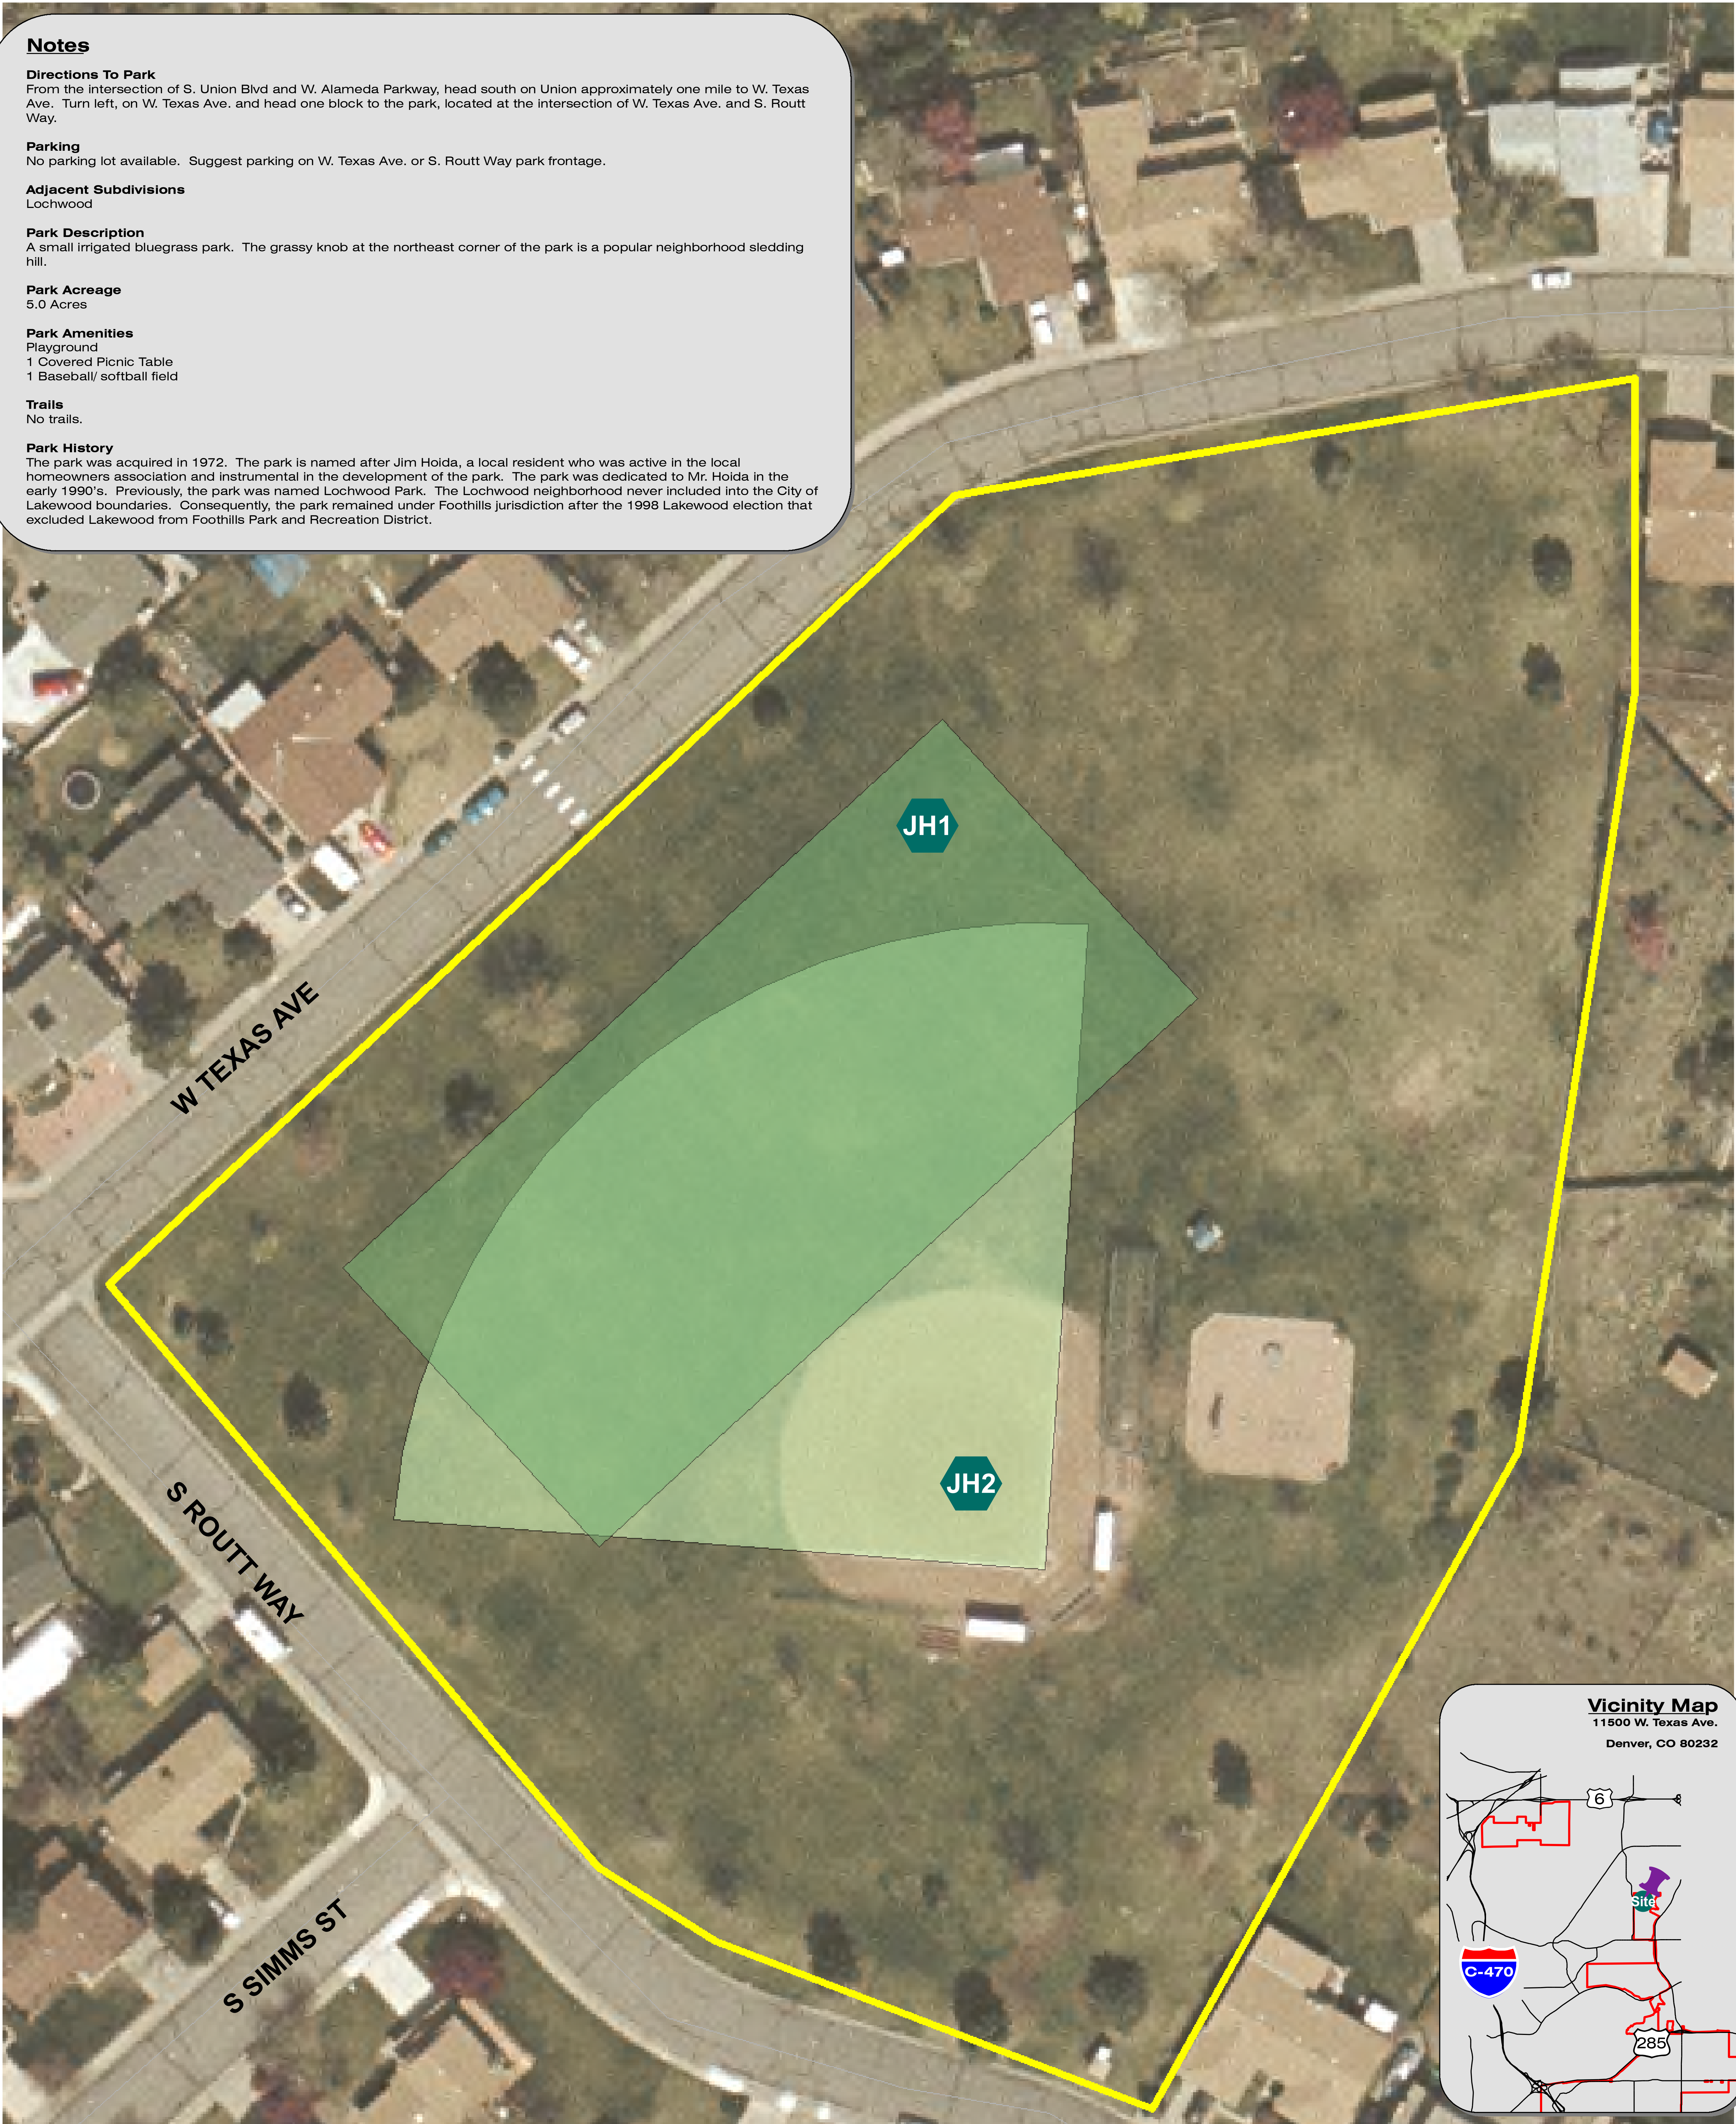 Notes
Directions To Park
From the intersection of S. Union Blvd and W. Alameda Parkway, head south on Union approximately one mile to W. Texas
Ave.  Turn left, on W. Texas Ave. and head one block to the park, located at the intersection of W. Texas Ave. and S. Routt
Way.
Parking
No parking lot available.  Suggest parking on W. Texas Ave. or S. Routt Way park frontage.
Adjacent Subdivisions
Lochwood
Park Description
A small irrigated bluegrass park.  The grassy knob at the northeast corner of the park is a popular neighborhood sledding
hill.
Park Acreage
5.0 Acres
Park Amenities
Playground
1 Covered Picnic Table
1 Baseball/ softball field
Trails
No trails.
Park History
The park was acquired in 1972.  The park is named after Jim Hoida, a local resident who was active in the local
homeowners association and instrumental in the development of the park.  The park was dedicated to Mr. Hoida in the
early 1990's.  Previously, the park was named Lochwood Park.  The Lochwood neighborhood never included into the City of
Lakewood boundaries.  Consequently, the park remained under Foothills jurisdiction after the 1998 Lakewood election that
excluded Lakewood from Foothills Park and Recreation District.
JH1
W TEXAS AVE
JH2
S ROUTT WAY
S SIMMS ST
Vicinity Map
11500 W. Texas Ave.
Denver, CO 80232
6
Site
C-470
285